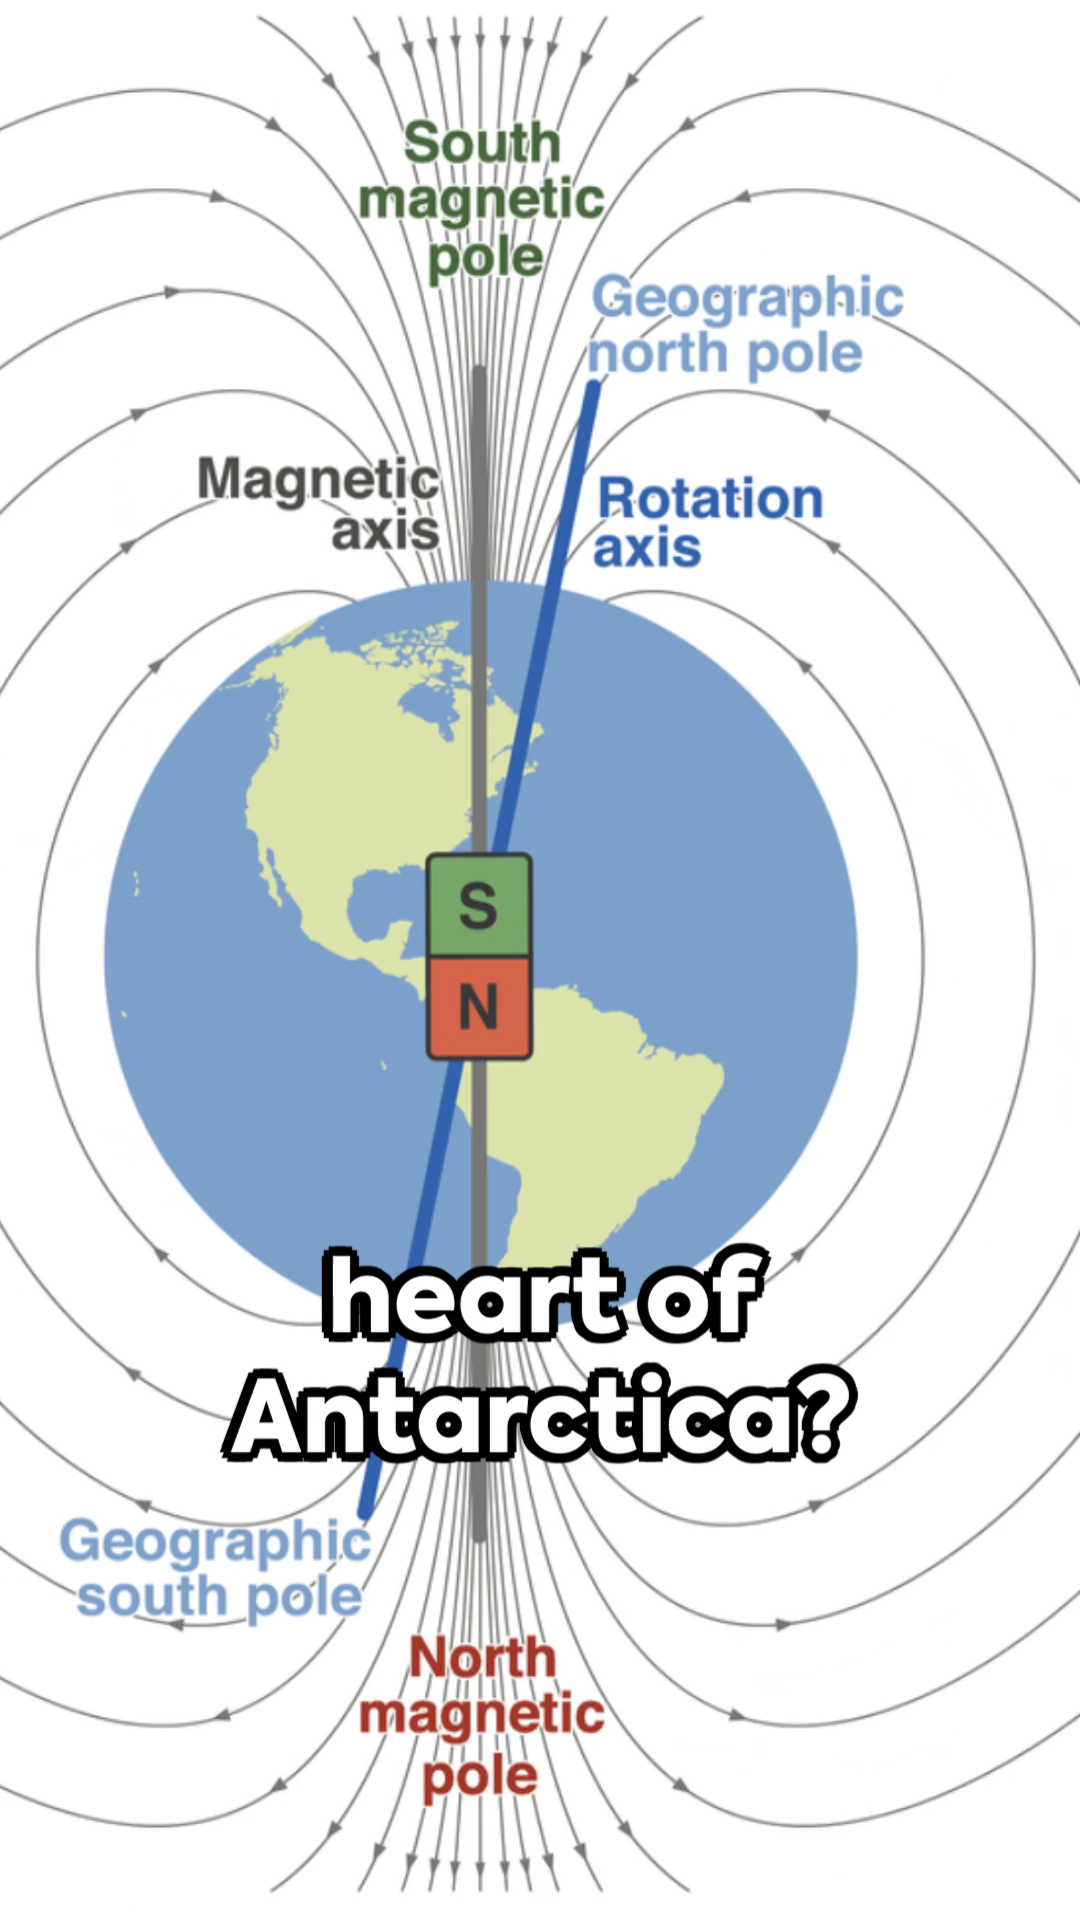 South
magnetic
pole
Geographic
north pole
Magnetic
axis
Rotation
axis
S
N
heart of
Antarctica?
Geographic
south pole
North
magnetic
pole